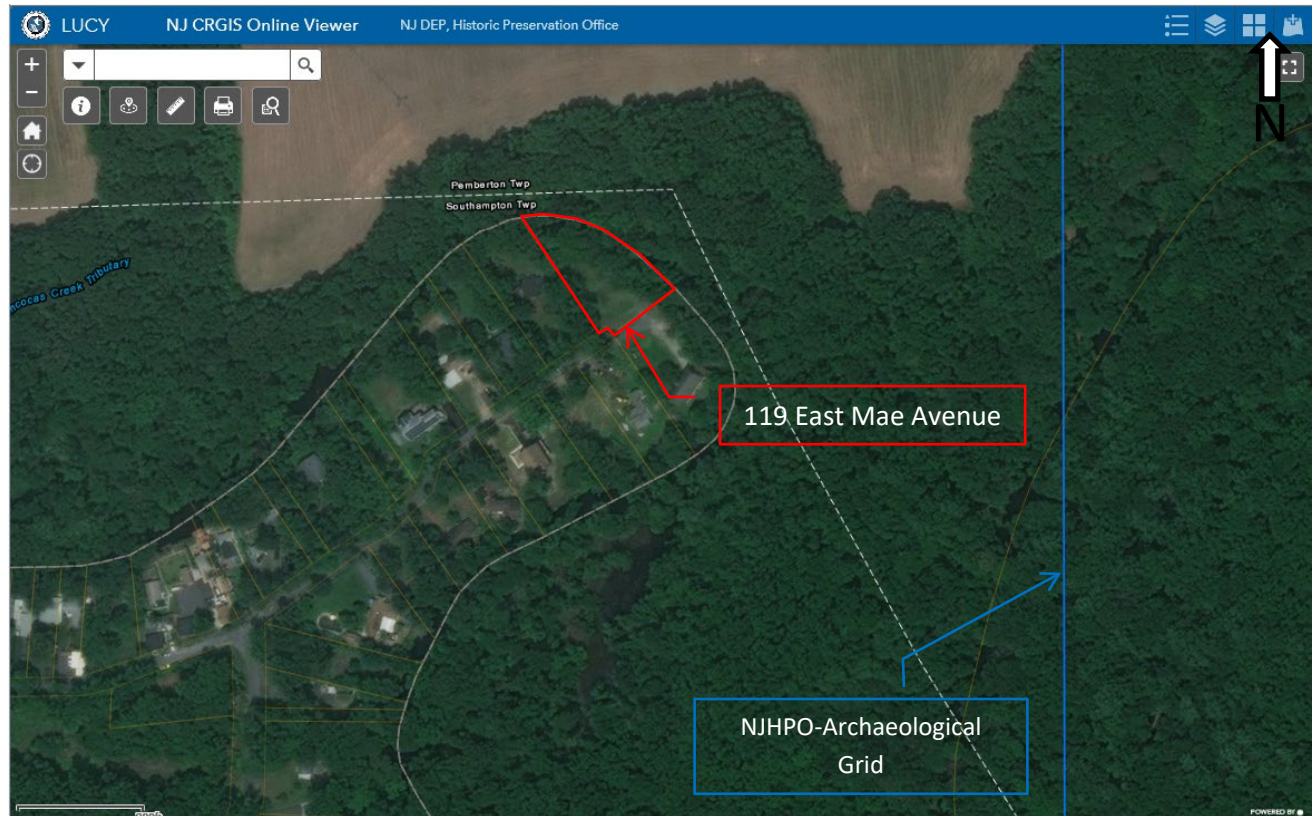 LUCY NJ CRGIS Online Viewer NJ DEP, Historic Preservation Office
+
-
N
Pemberton Twp
Southampton Twp
Creek Tributary
119 East Mae Avenue
NJHPO-Archaeological
Grid
POWERED BY